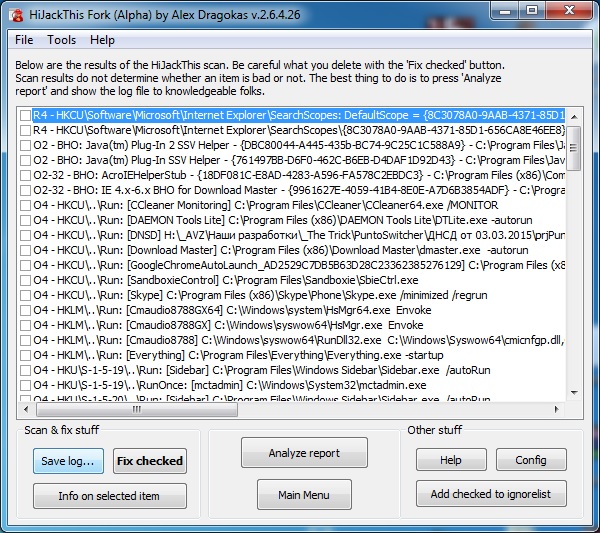 HiJackThis Fork (Alpha) by Alex Dragokas v.2.6.4.26
File Tools Help
Below are the results of the HiJackThis scan. Be careful what you delete with the 'Fix checked' button.
Scan results do not determine whether an item is bad or not. The best thing to do is to press 'Analyze
report' and show the log file to knowledgeable folks.
R4 - HKCU\Software\Microsoft\Internet Explorer\SearchScopes: DefaultScope = {8C3078A0-9AAB-4371-85D1
R4 - HKCU\Software\Microsoft\Internet Explorer\SearchScopes\{8C3078A0-9AAB-4371-85D1-656CA8E46EE8}
O2 - BHO: Java(tm) Plug-In 2 SSV Helper - {DBC80044-A445-435b-BC74-9C25C1C588A9} - C:\Program Files\J
O2 - BHO: Java(tm) Plug-In SSV Helper - {761497BB-D6F0-462C-B6EB-D4DAF1D92D43} - C:\Program Files\Jav
O2-32 - BHO: AcroIEHelperStub - {18DF081C-E8AD-4283-A596-FA578C2EBDC3} - C:\Program Files (x86)\Com
O2-32 - BHO: IE 4.x-6.x BHO for Download Master - {9961627E-4059-41B4-8E0E-A7D6B3854ADF} - C:\Progra
O4 - HKCU\..\Run: [CCleaner Monitoring] C:\Program Files\CCleaner\CCleaner64.exe /MONITOR
O4 - HKCU\..\Run: [DAEMON Tools Lite] C:\Program Files (x86)\DAEMON Tools Lite\DTLite.exe -autorun
O4 - HKCU\..\Run: [DNSD] H:\_AVZ\Наши разработки\_The Trick\PuntoSwitcher\ДНСД от 03.03.2015\prjPun
O4 - HKCU\..\Run: [Download Master] C:\Program Files (x86)\Download Master\dmaster.exe -autorun
O4 - HKCU\..\Run: [GoogleChromeAutoLaunch_AD2529C7DB5B63D28C23362385276129] C:\Program Files (x
O4 - HKCU\..\Run: [SandboxieControl] C:\Program Files\Sandboxie\SbieCtrl.exe
O4 - HKCU\..\Run: [Skype] C:\Program Files (x86)\Skype\Phone\Skype.exe /minimized /regrun
O4 - HKLM\..\Run: [Cmaudio8788GX64] C:\Windows\system\HsMgr64.exe Envoke
O4 - HKLM\..\Run: [Cmaudio8788GX] C:\Windows\syswow64\HsMgr.exe Envoke
O4 - HKLM\..\Run: [Cmaudio8788] C:\Windows\syswow64\RunDll32.exe C:\Windows\Syswow64\cmicnfgp.dll,
O4 - HKLM\..\Run: [Everything] C:\Program Files\Everything\Everything.exe -startup
O4 - HKU\S-1-5-19\..\Run: [Sidebar] C:\Program Files\Windows Sidebar\Sidebar.exe /autoRun
O4 - HKU\S-1-5-19\..\RunOnce: [mctadmin] C:\Windows\System32\mctadmin.exe
O4 - HKU\S-1-5-20\..\Run: [Sidebar] C:\Program Files\Windows Sidebar\Sidebar.exe /autoRun
Scan & fix stuff
Other stuff
Save log...
Fix checked
Analyze report
Help
Config
Info on selected item
Main Menu
Add checked to ignorelist